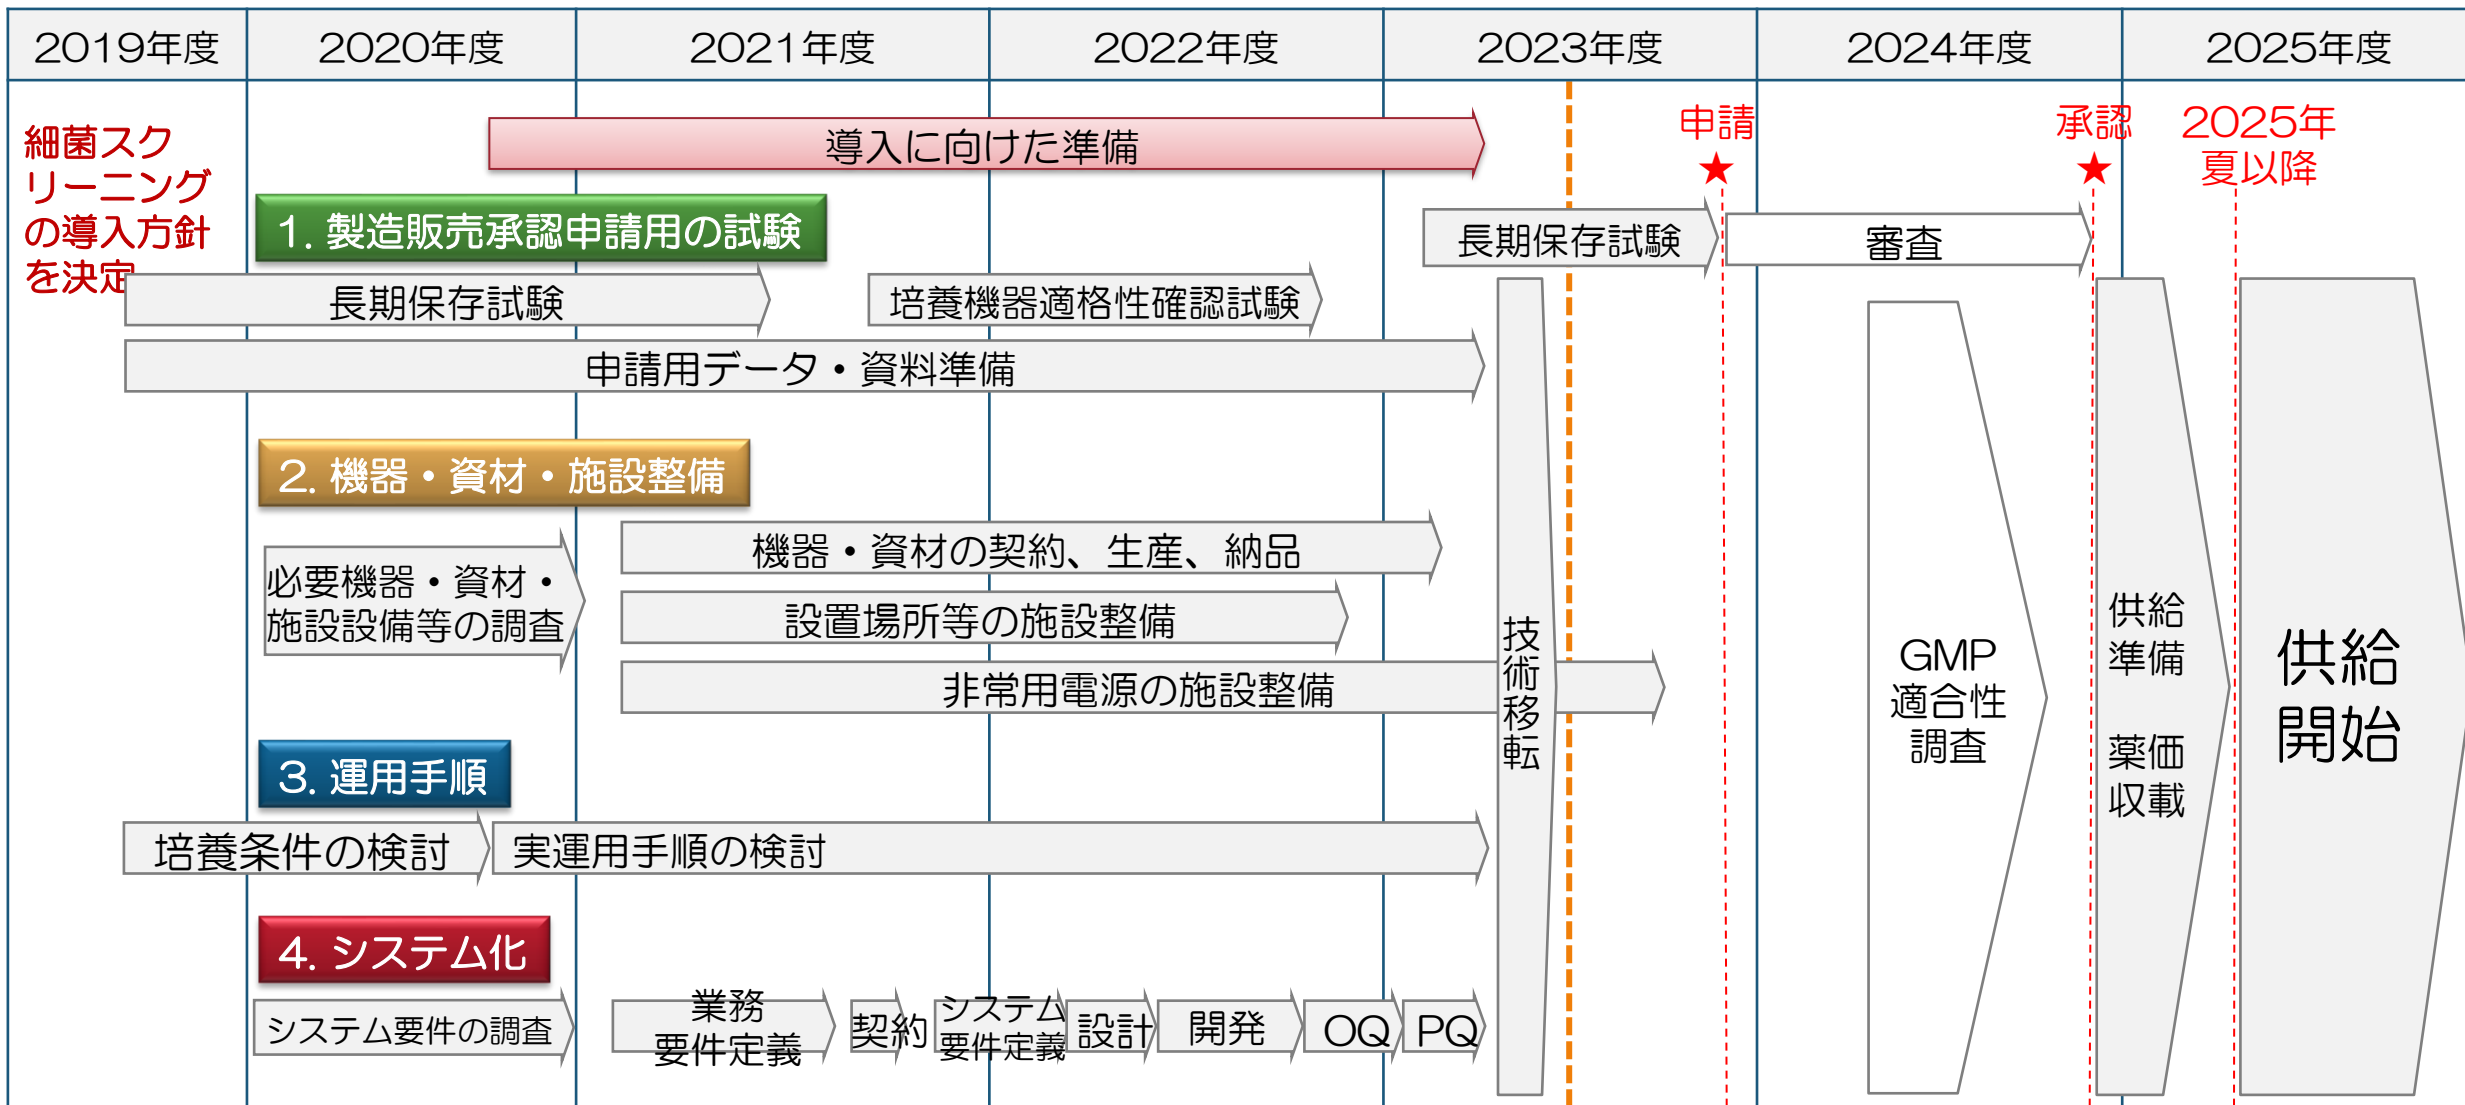 2019年度
2020年度
2021年度
2022年度
2023年度
2024年度
2025年度
細菌スク
リーニング
の導入方針
を決定
導入に向けた準備
申請
★
承認
★
2025年
夏以降
1. 製造販売承認申請用の試験
長期保存試験
審査
長期保存試験
培養機器適格性確認試験
申請用データ・資料準備
2. 機器・資材・施設整備
必要機器・資材・
施設設備等の調査
機器・資材の契約、生産、納品
設置場所等の施設整備
非常用電源の施設整備
技術移転
GMP
適合性
調査
供給
準備
薬価
収載
供給
開始
3. 運用手順
培養条件の検討
実運用手順の検討
4. システム化
システム要件の調査
業務
要件定義
契約
システム
要件定義
設計
開発
OQ
PQ